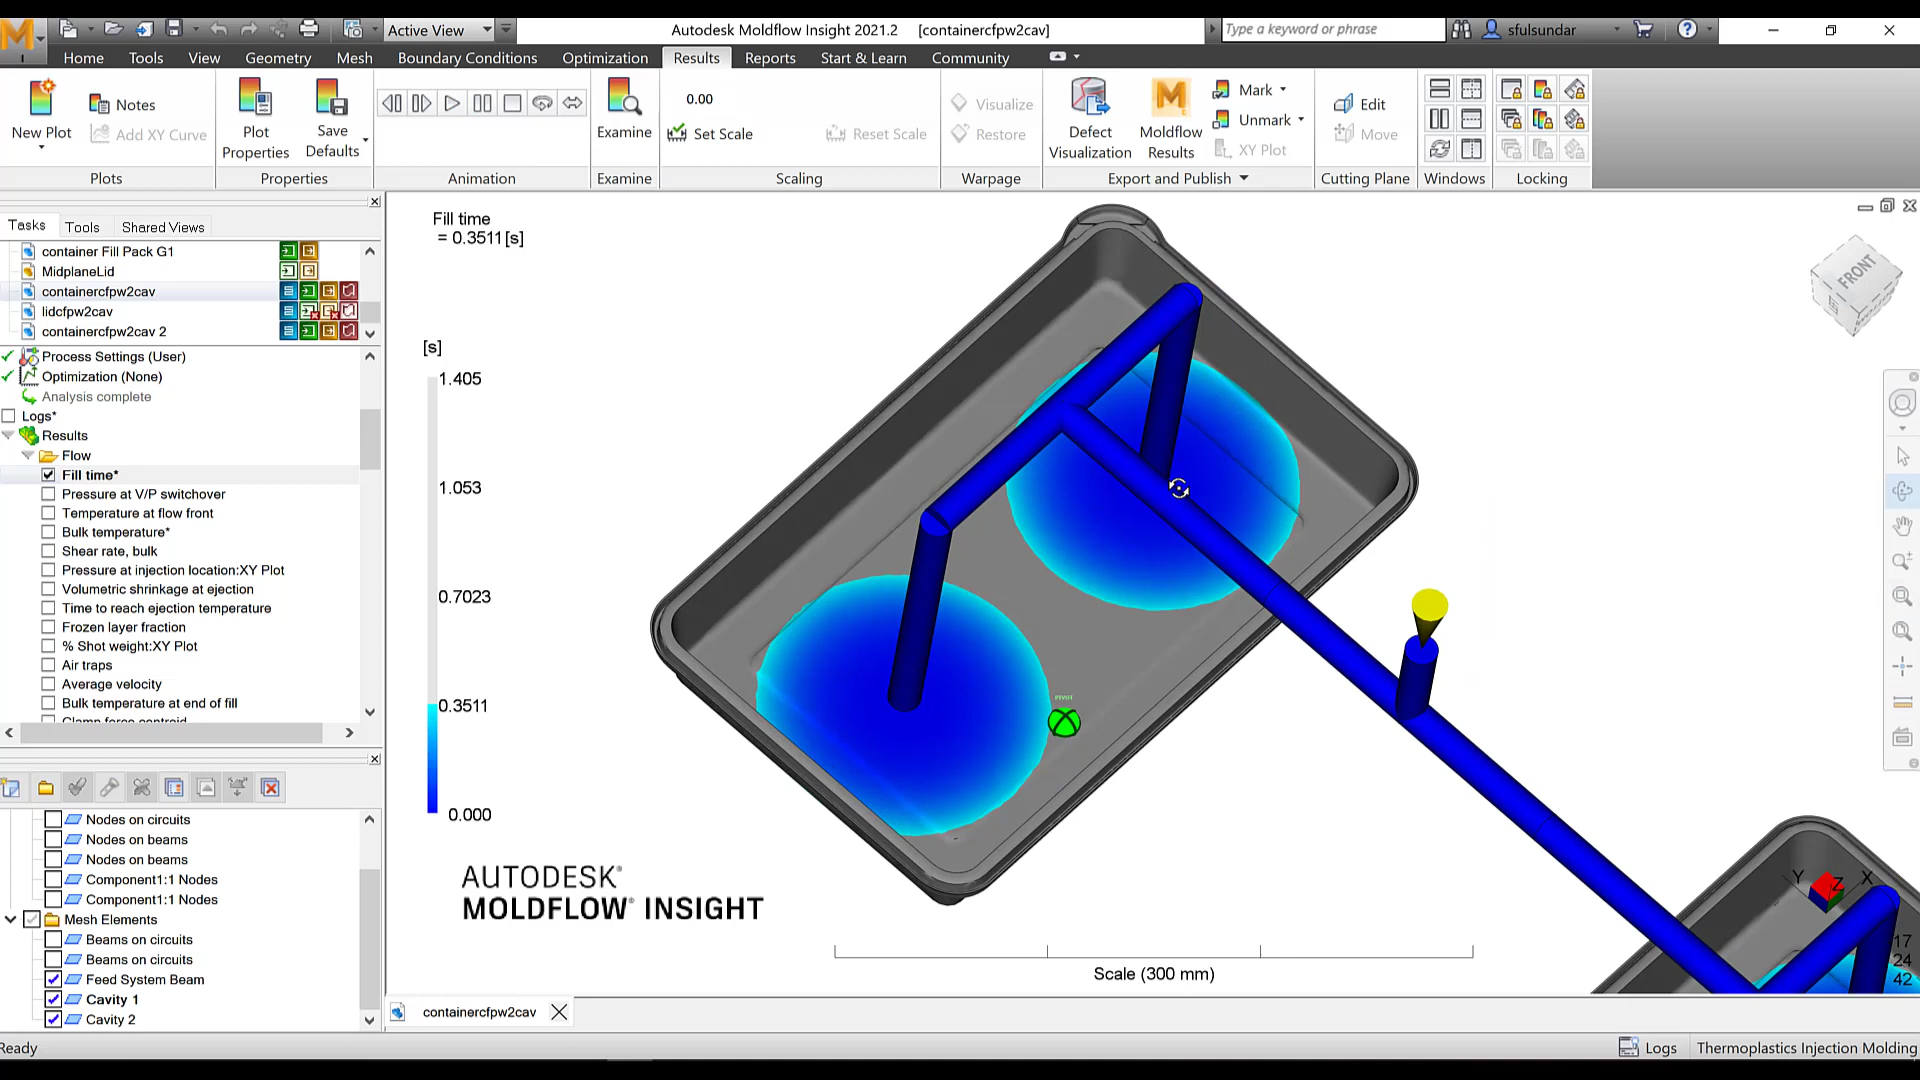 Active View
Autodesk Moldflow Insight 2021.2 [containercfpw2cav]
Type a keyword or phrase
sfulsundar
Home Tools View Geometry Mesh Boundary Conditions Optimization Results Reports Start & Learn Community
New Plot
Notes
Add XY Curve
Plots
Plot Properties
Save Defaults
Properties
Animation
Examine
Examine
0.00
Set Scale
Reset Scale
Scaling
Visualize
Restore
Warpage
Defect Visualization
Moldflow Results
Mark
Unmark
XY Plot
Export and Publish
Edit
Move
Cutting Plane
Windows
Locking
Tasks Tools Shared Views
container Fill Pack G1
MidplaneLid
containercfpw2cav
lidcfpw2cav
containercfpw2cav 2
Process Settings (User)
Optimization (None)
Analysis complete
Logs*
Results
Flow
Fill time*
Pressure at V/P switchover
Temperature at flow front
Bulk temperature*
Shear rate, bulk
Pressure at injection location:XY Plot
Volumetric shrinkage at ejection
Time to reach ejection temperature
Frozen layer fraction
% Shot weight:XY Plot
Air traps
Average velocity
Bulk temperature at end of fill
Clamp force centroid
Nodes on circuits
Nodes on beams
Nodes on beams
Component1:1 Nodes
Component1:1 Nodes
Mesh Elements
Beams on circuits
Beams on circuits
Feed System Beam
Cavity 1
Cavity 2
Fill time
= 0.3511[s]
[s]
1.405
1.053
0.7023
0.3511
0.000
FRONT
PIVOT
AUTODESK®
MOLDFLOW® INSIGHT
Scale (300 mm)
Y Z X
17
24
42
containercfpw2cav
Ready
Logs
Thermoplastics Injection Molding